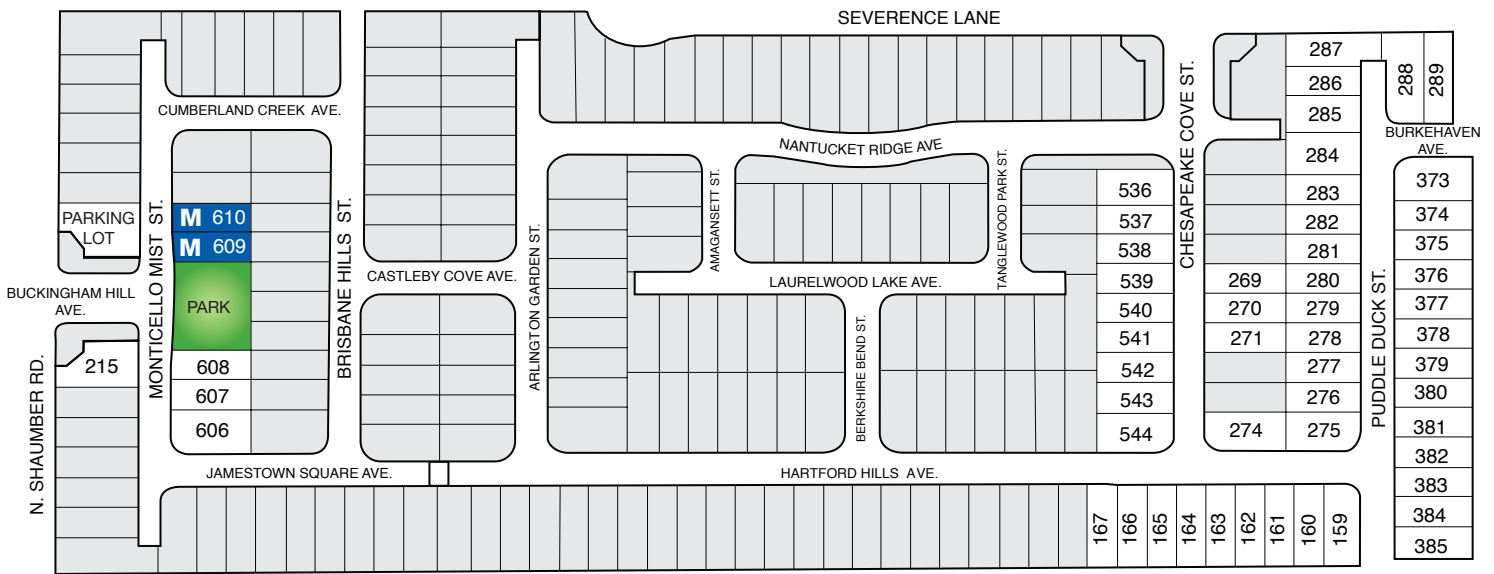 SEVERENCE LANE
287
286
285
284
283
282
281
280
279
278
277
276
275
288
289
BURKEHAVEN
AVE.
CUMBERLAND CREEK AVE.
NANTUCKET RIDGE AVE
CHESAPEAKE COVE ST.
AMAGANSETT ST.
TANGLEWOOD PARK ST.
536
537
538
539
540
541
542
543
544
269
270
271
274
373
374
375
376
377
378
379
380
381
382
383
384
385
PARKING
LOT
MONTICELLO MIST ST.
M 610
M 609
PARK
608
607
606
BRISBANE HILLS ST.
CASTLEBY COVE AVE.
ARLINGTON GARDEN ST.
LAURELWOOD LAKE AVE.
BERKSHIRE BEND ST.
PUDDLE DUCK ST.
BUCKINGHAM HILL
AVE.
215
N. SHAUMBER RD.
JAMESTOWN SQUARE AVE.
HARTFORD HILLS AVE.
167
166
165
164
163
162
161
160
159